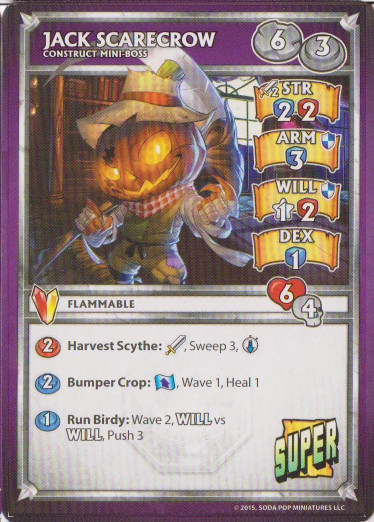 JACK SCARECROW
CONSTRUCT MINI-BOSS
6 3
2 STR
2 2
ARM
3
WILL
1 2
DEX
1
6
4
FLAMMABLE
2 Harvest Scythe: , Sweep 3,
2 Bumper Crop: , Wave 1, Heal 1
1 Run Birdy: Wave 2, WILL vs
WILL, Push 3
SUPER
© 2015, SODA POP MINIATURES LLC